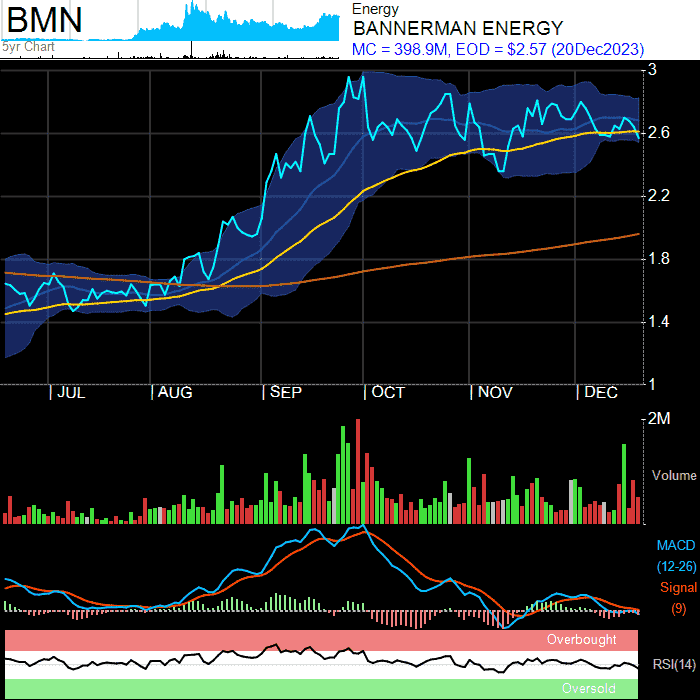 BMN
5yr Chart
Energy
BANNERMAN ENERGY
MC = 398.9M, EOD = $2.57 (20Dec2023)
3
2.6
2.2
1.8
1.4
1
| JUL | AUG | SEP | OCT | NOV | DEC
2M
Volume
MACD
(12-26)
Signal
(9)
Overbought
RSI(14)
Oversold